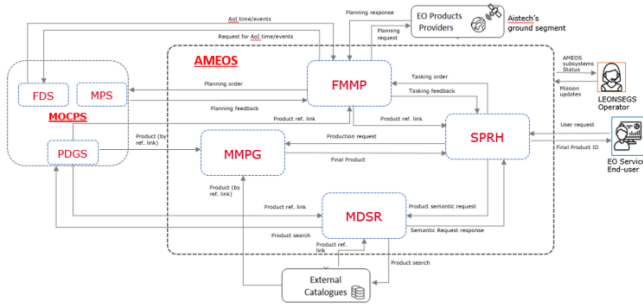 AoI time/events
Request for AoI time/events
Planning response
Planning request
EO Products
Providers
Aistech's
ground segment
AMEOS
FMMP
Planning order
Planning feedback
Tasking order
Tasking feedback
AMEOS
subsystems
Status
Mission
updates
LEONSEGS
Operator
FDS
MPS
MOCPS
PDGS
Product ref. link
Product ref. link
Product (by
ref. link)
Production request
Final Product
MMPG
SPRH
User request
Final Product ID
EO Service
End-user
Product (by
ref. link)
Product ref. link
Product search
MDSR
Product semantic request
Semantic Request response
Product ref.
link
Product search
External
Catalogues